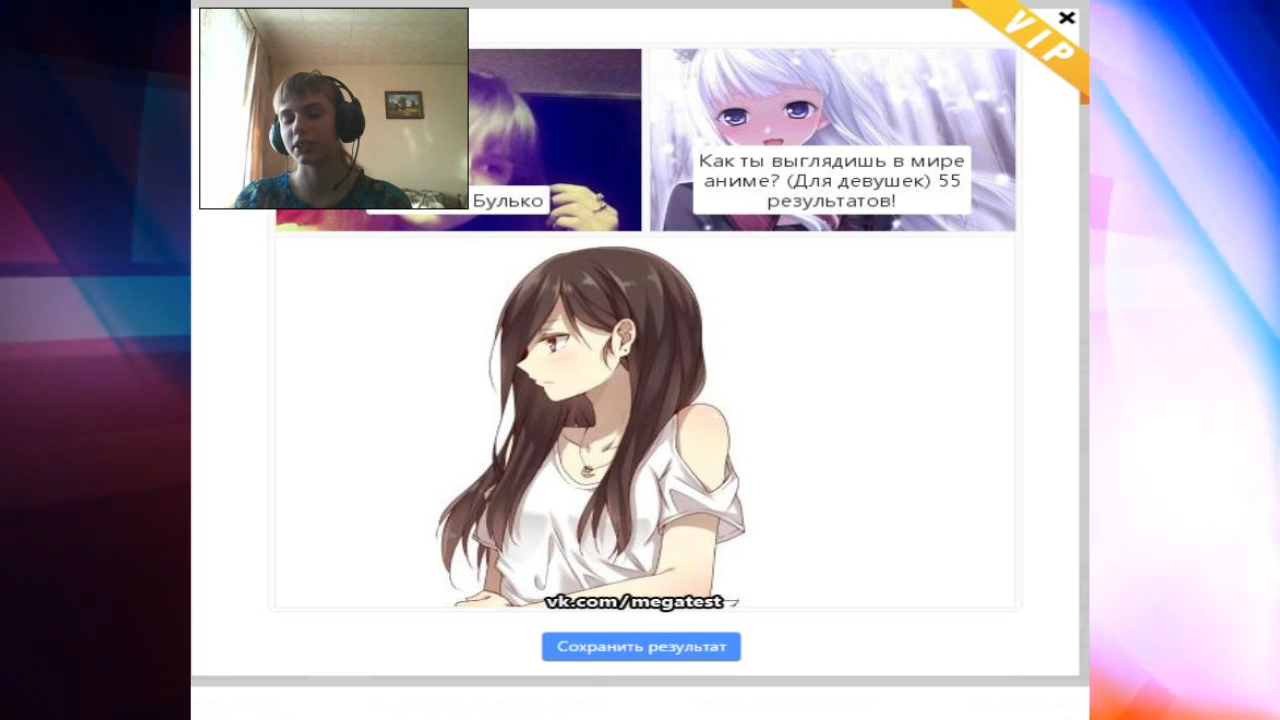 VIP
Булько
Как ты выглядишь в мире
аниме? (Для девушек) 55
результатов!
vk.com/megatest
Сохранить результат